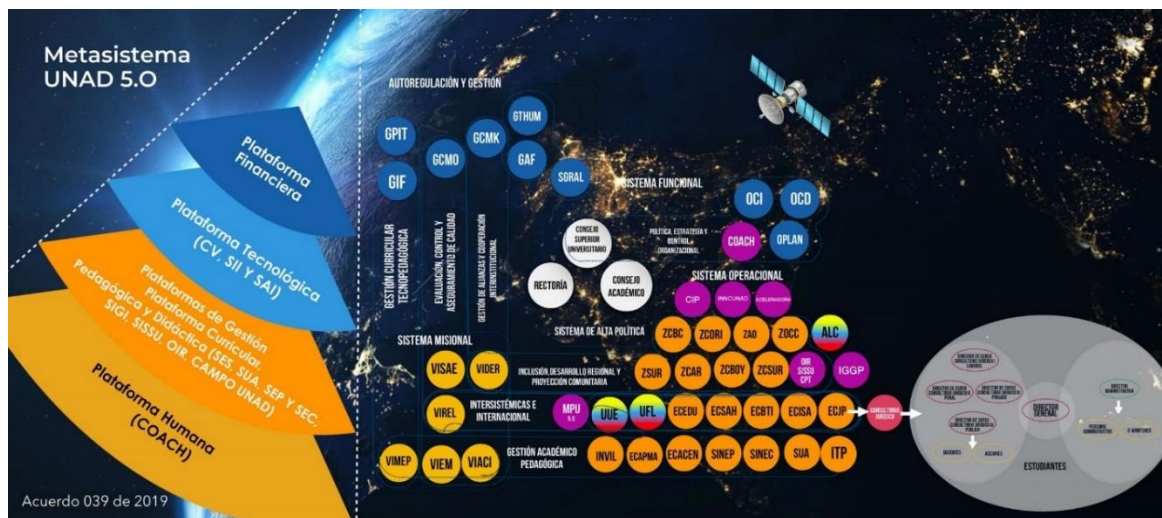 Metasistema
UNAD 5.0
Plataforma
Financiera
Plataforma Tecnológica
(CV, SII Y SAI)
Plataformas de Gestión
Plataforma Curricular,
Pedagógica y Didáctica (SES, SUA, SEP Y SEC.
SIGI, SISSU, OIR, CAMPO UNAD)
Plataforma Humana
(COACH)
Acuerdo 039 de 2019
AUTOREGULACIÓN Y GESTIÓN
GPIT
GIF
GCMO
GCMK
GTHUM
GAF
SGRAL
SISTEMA FUNCIONAL
OCI
OCD
COACH
OPLAN
POLÍTICA, ESTRATEGIA Y
CONTROL
ORGANIZACIONAL
CONSEJO
SUPERIOR
UNIVERSITARIO
RECTORÍA
CONSEJO
ACADÉMICO
GESTIÓN CURRICULAR
TECNOPEDAGÓGICA
EVALUACIÓN, CONTROL Y
ASEGURAMIENTO DE CALIDAD
GESTIÓN DE ALIANZAS Y COOPERACIÓN
INTERINSTITUCIONAL
SISTEMA OPERACIONAL
CIP
INNOVUNAD
ACELERADORA
SISTEMA DE ALTA POLÍTICA
ZCBC
ZCORI
ZAO
ZOCC
ALC
SISTEMA MISIONAL
VISAE
VIDER
INCLUSIÓN, DESARROLLO REGIONAL Y
PROYECCIÓN COMUNITARIA
ZSUR
ZCAR
ZCBOY
ZCSUR
OIR
SISSU
CPT
IGGP
VIREL
INTERSISTÉMICAS E
INTERNACIONAL
MPU
5.0
UUE
UFL
ECEDU
ECSAH
ECBTI
ECISA
ECJP
CONSULTORIO
JURÍDICO
VIMEP
VIEM
VIACI
GESTIÓN ACADÉMICO
PEDAGÓGICA
INVIL
ECAPMA
ECACEN
SINEP
SINEC
SUA
ITP
DIRECTOR
GENERAL
DIRECTOR
ADMINISTRATIVO
PERSONAL
ADMINISTRATIVO
DOCENTES
ESTUDIANTES